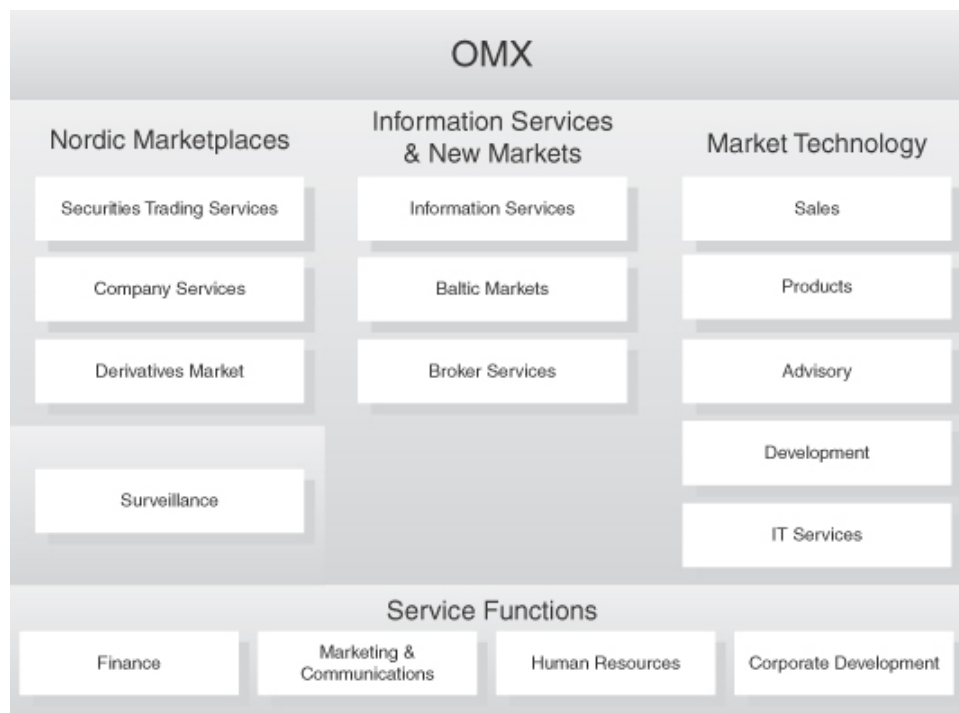 OMX
Nordic Marketplaces
Securities Trading Services
Company Services
Derivatives Market
Surveillance
Information Services
& New Markets
Information Services
Baltic Markets
Broker Services
Market Technology
Sales
Products
Advisory
Development
IT Services
Service Functions
Finance
Marketing &
Communications
Human Resources
Corporate Development